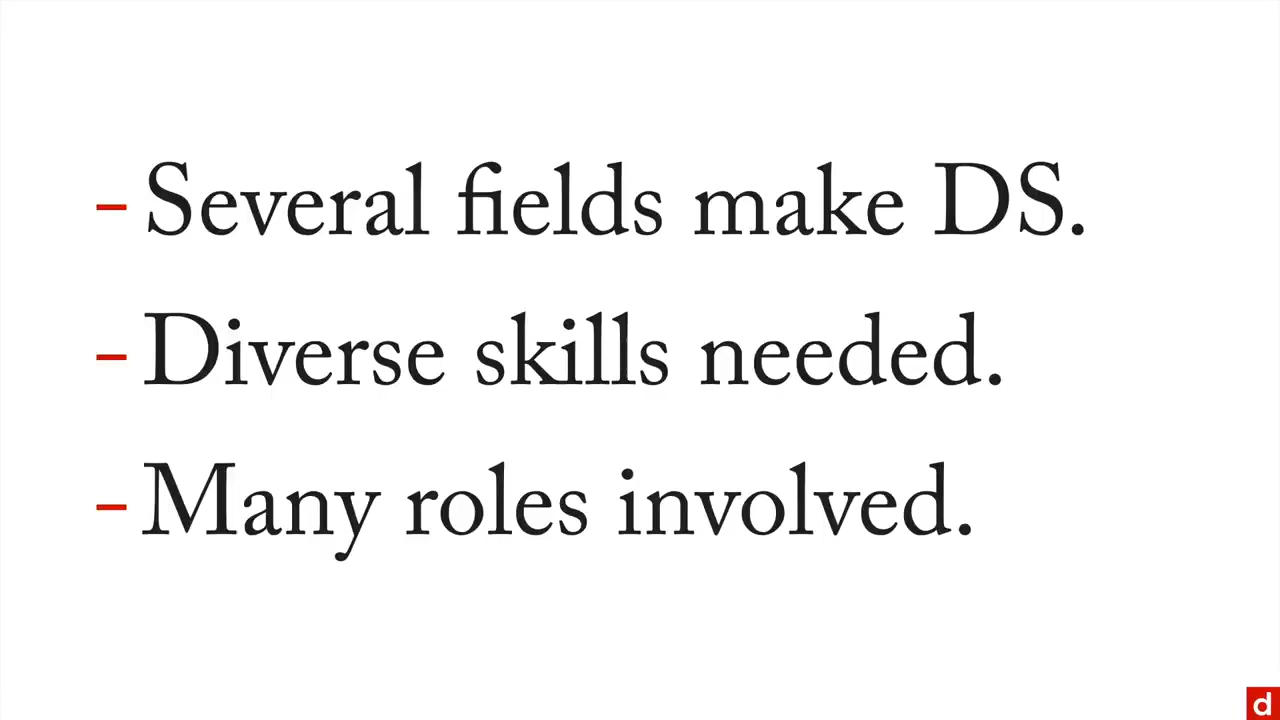 - Several fields make DS.
- Diverse skills needed.
- Many roles involved.
d